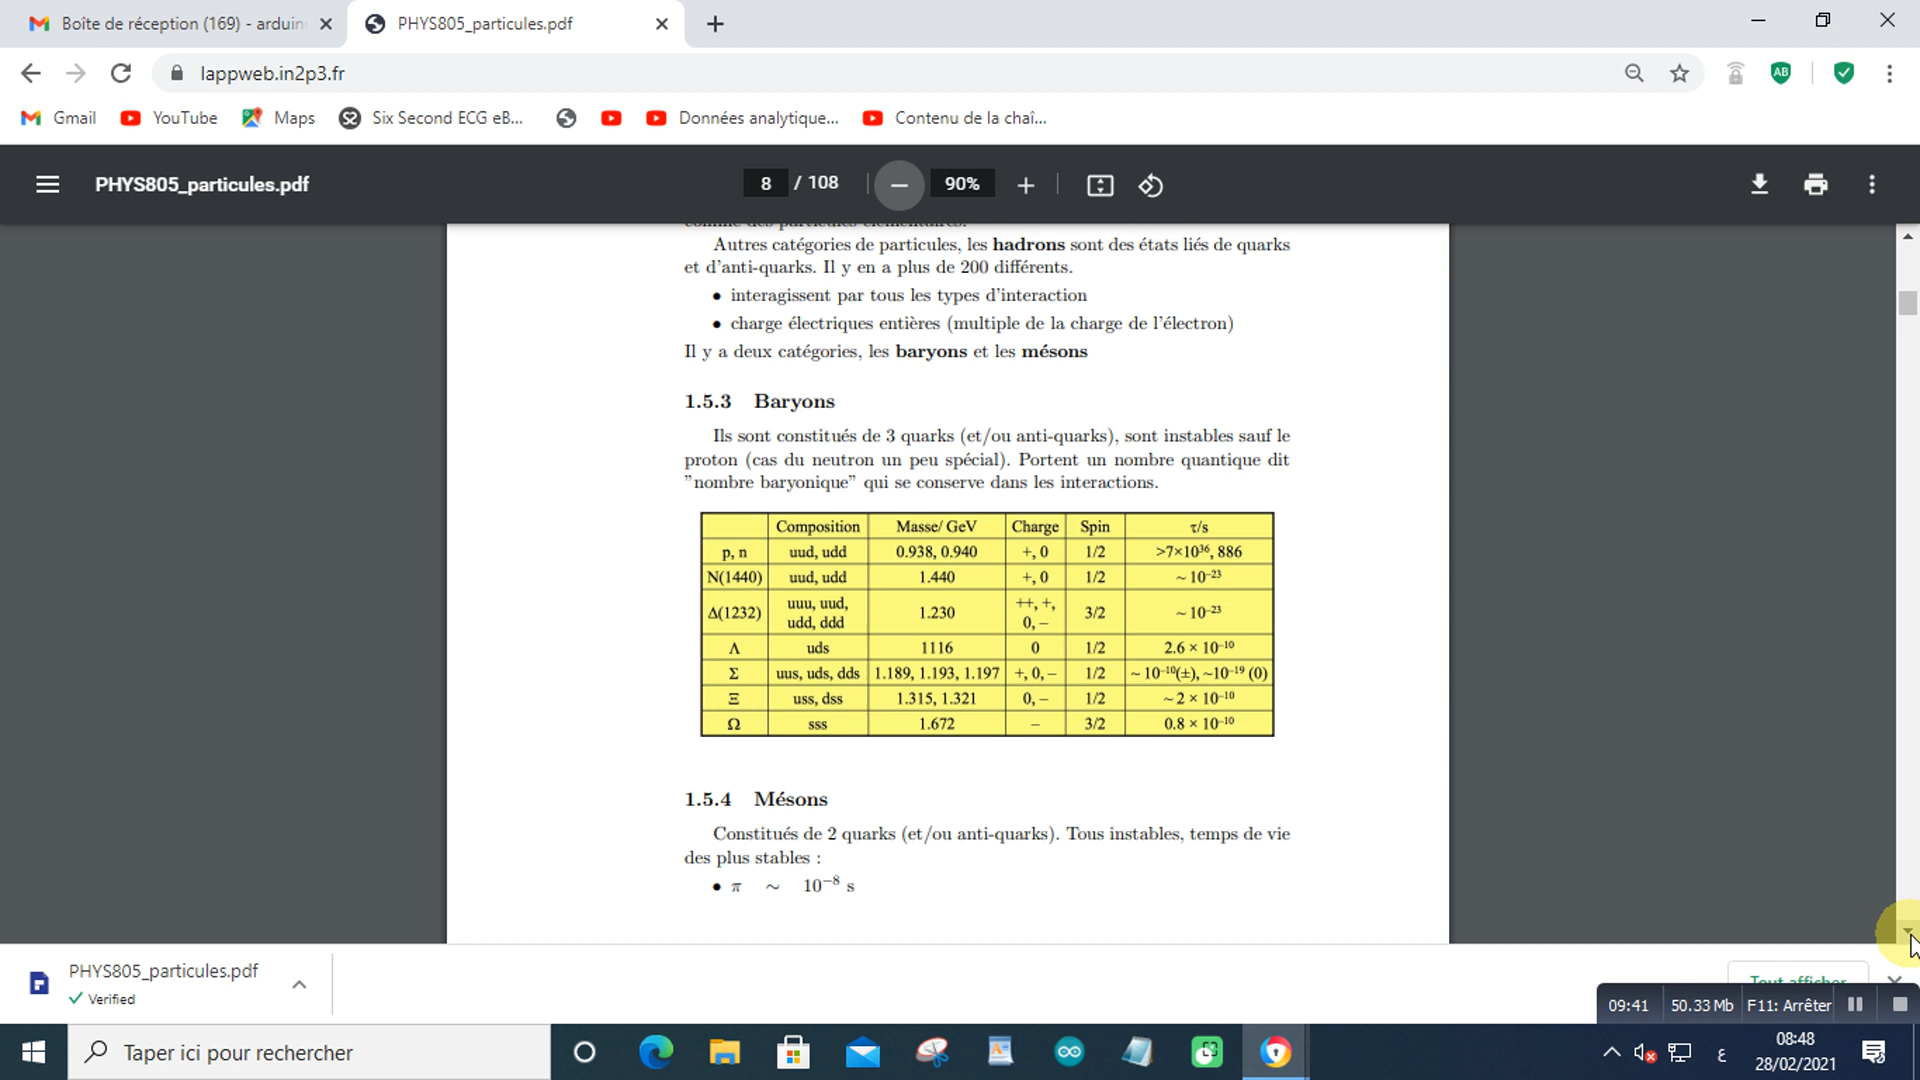 Boîte de réception (169) - arduin
PHYS805_particules.pdf
lappweb.in2p3.fr
Gmail
YouTube
Maps
Six Second ECG eB...
Données analytique...
Contenu de la chaî...
PHYS805_particules.pdf
8 / 108
90%
Autres catégories de particules, les hadrons sont des états liés de quarks
et d'anti-quarks. Il y en a plus de 200 différents.
• interagissent par tous les types d'interaction
• charge électriques entières (multiple de la charge de l'électron)
Il y a deux catégories, les baryons et les mésons
1.5.3 Baryons
Ils sont constitués de 3 quarks (et/ou anti-quarks), sont instables sauf le
proton (cas du neutron un peu spécial). Portent un nombre quantique dit
"nombre baryonique" qui se conserve dans les interactions.
Composition Masse/ GeV Charge Spin τ/s
p, n uud, udd 0.938, 0.940 +, 0 1/2 >7×10³⁶, 886
N(1440) uud, udd 1.440 +, 0 1/2 ~ 10⁻²³
Δ(1232) uuu, uud, udd, ddd 1.230 ++, +, 0, − 3/2 ~ 10⁻²³
Λ uds 1116 0 1/2 2.6 × 10⁻¹⁰
Σ uus, uds, dds 1.189, 1.193, 1.197 +, 0, − 1/2 ~ 10⁻¹⁰(±), ~10⁻¹⁹ (0)
Ξ uss, dss 1.315, 1.321 0, − 1/2 ~ 2 × 10⁻¹⁰
Ω sss 1.672 − 3/2 0.8 × 10⁻¹⁰
1.5.4 Mésons
Constitués de 2 quarks (et/ou anti-quarks). Tous instables, temps de vie
des plus stables :
• π ∼ 10⁻⁸ s
PHYS805_particules.pdf
Verified
Tout afficher
09:41 50.33 Mb F11: Arrêter
Taper ici pour rechercher
ع
08:48
28/02/2021